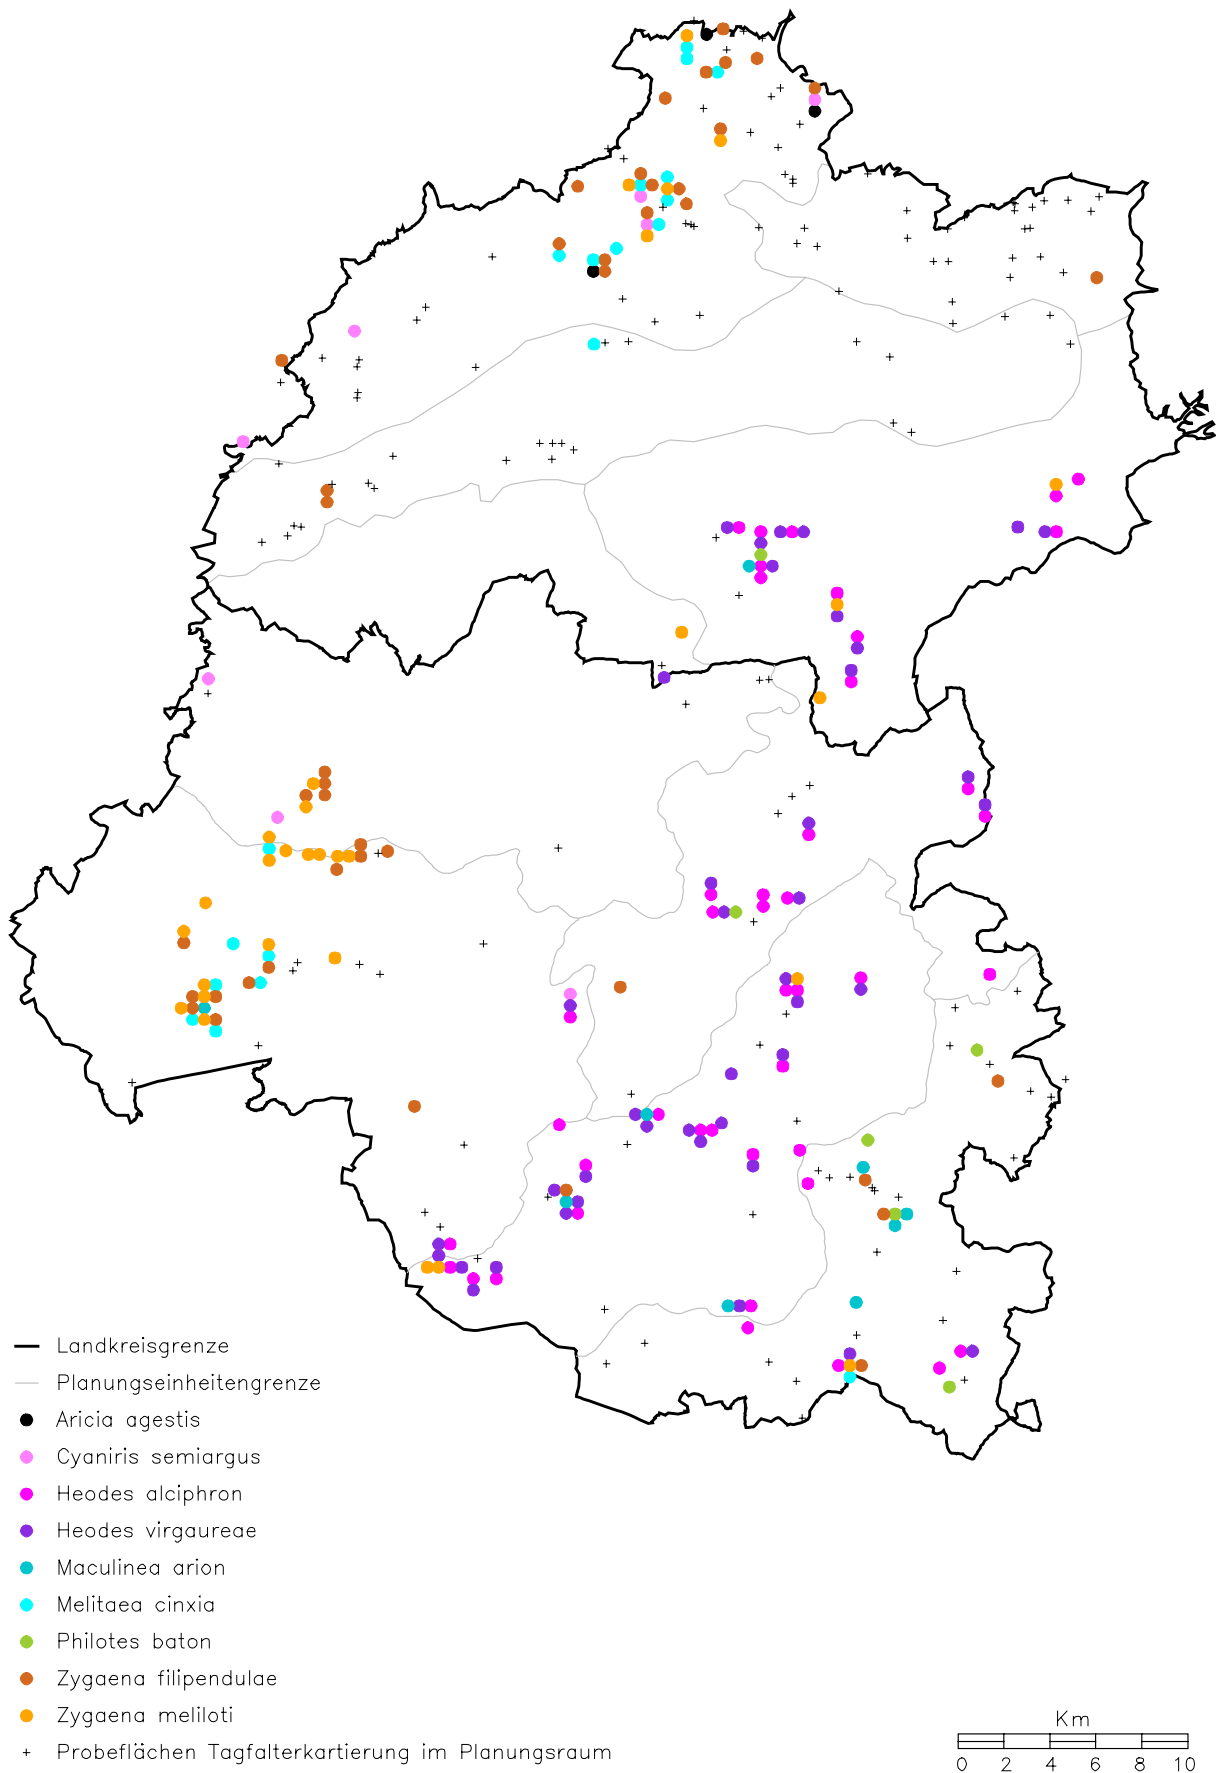 Landkreisgrenze
Planungseinheitengrenze
Aricia agestis
Cyaniris semiargus
Heodes alciphron
Heodes virgaureae
Maculinea arion
Melitaea cinxia
Philotes baton
Zygaena filipendulae
Zygaena meliloti
Probeflächen Tagfalterkartierung im Planungsraum
Km
0 2 4 6 8 10